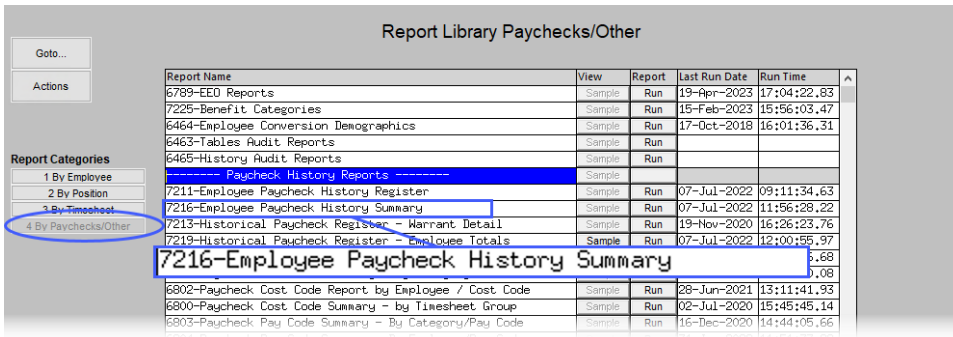 Report Library Paychecks/Other
Goto...
Actions
Report Categories
1 By Employee
2 By Position
3 By Timesheet
4 By Paychecks/Other
Report Name View Report Last Run Date Run Time
6789-EEO Reports Sample Run 19-Apr-2023 17:04:22.83
7225-Benefit Categories Sample Run 15-Feb-2023 15:56:03.47
6464-Employee Conversion Demographics Sample Run 17-Oct-2018 16:01:36.31
6463-Tables Audit Reports Sample Run
6465-History Audit Reports Sample Run
-------- Paycheck History Reports -------- Sample
7211-Employee Paycheck History Register Sample Run 07-Jul-2022 09:11:34.63
7216-Employee Paycheck History Summary Sample Run 07-Jul-2022 11:56:28.22
7213-Historical Paycheck Register - Warrant Detail Sample Run 19-Nov-2020 16:26:23.76
7219-Historical Paycheck Register - Employee Totals Sample Run 07-Jul-2022 12:00:55.97
7216-Employee Paycheck History Summary
6.68
0.08
6802-Paycheck Cost Code Report by Employee / Cost Code Sample Run 28-Jun-2021 13:11:41.93
6800-Paycheck Cost Code Summary - by Timesheet Group Sample Run 02-Jul-2020 15:45:45.14
6803-Paycheck Pay Code Summary - By Category/Pay Code Sample Run 16-Dec-2020 14:44:05.66